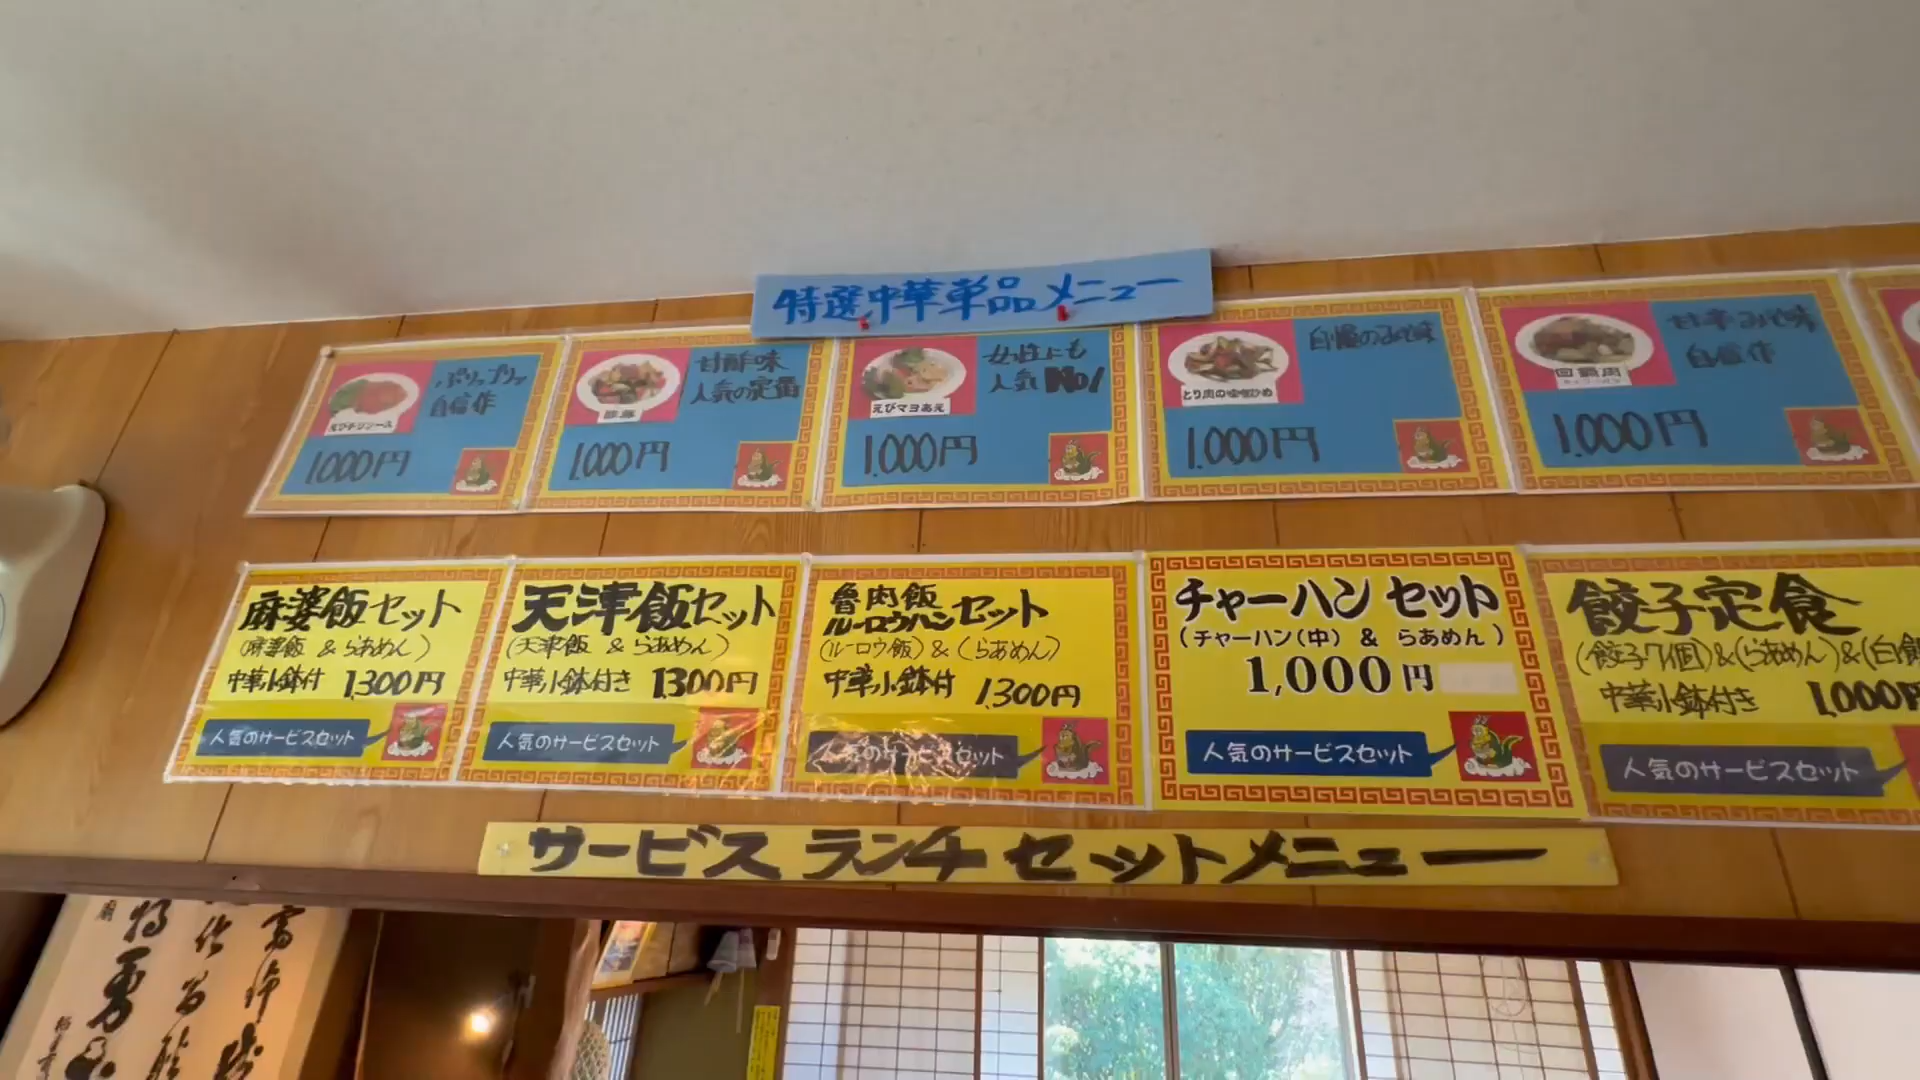 特選中華単品メニュー
ぷりっプリッ
自信作
えびチリソース
1,000円
甘酢味
人気の定番
酢豚
1,000円
女性にも
人気No1
えびマヨあえ
1,000円
自慢のみそ味
とり肉の味噌炒め
1,000円
甘辛みそ味
自信作
回鍋肉
1,000円
麻婆飯セット
(麻婆飯 & らあめん)
中華小鉢付 1,300円
人気のサービスセット
天津飯セット
(天津飯 & らあめん)
中華小鉢付き 1,300円
人気のサービスセット
魯肉飯
ルーロウハンセット
(ルーロウ飯)&(らあめん)
中華小鉢付 1,300円
人気のサービスセット
チャーハン セット
(チャーハン(中) & らあめん)
1,000円
人気のサービスセット
餃子定食
(餃子7個)&(らあめん)&(白飯
中華小鉢付き 1,000円
人気のサービスセット
サービス ランチ セットメニュー